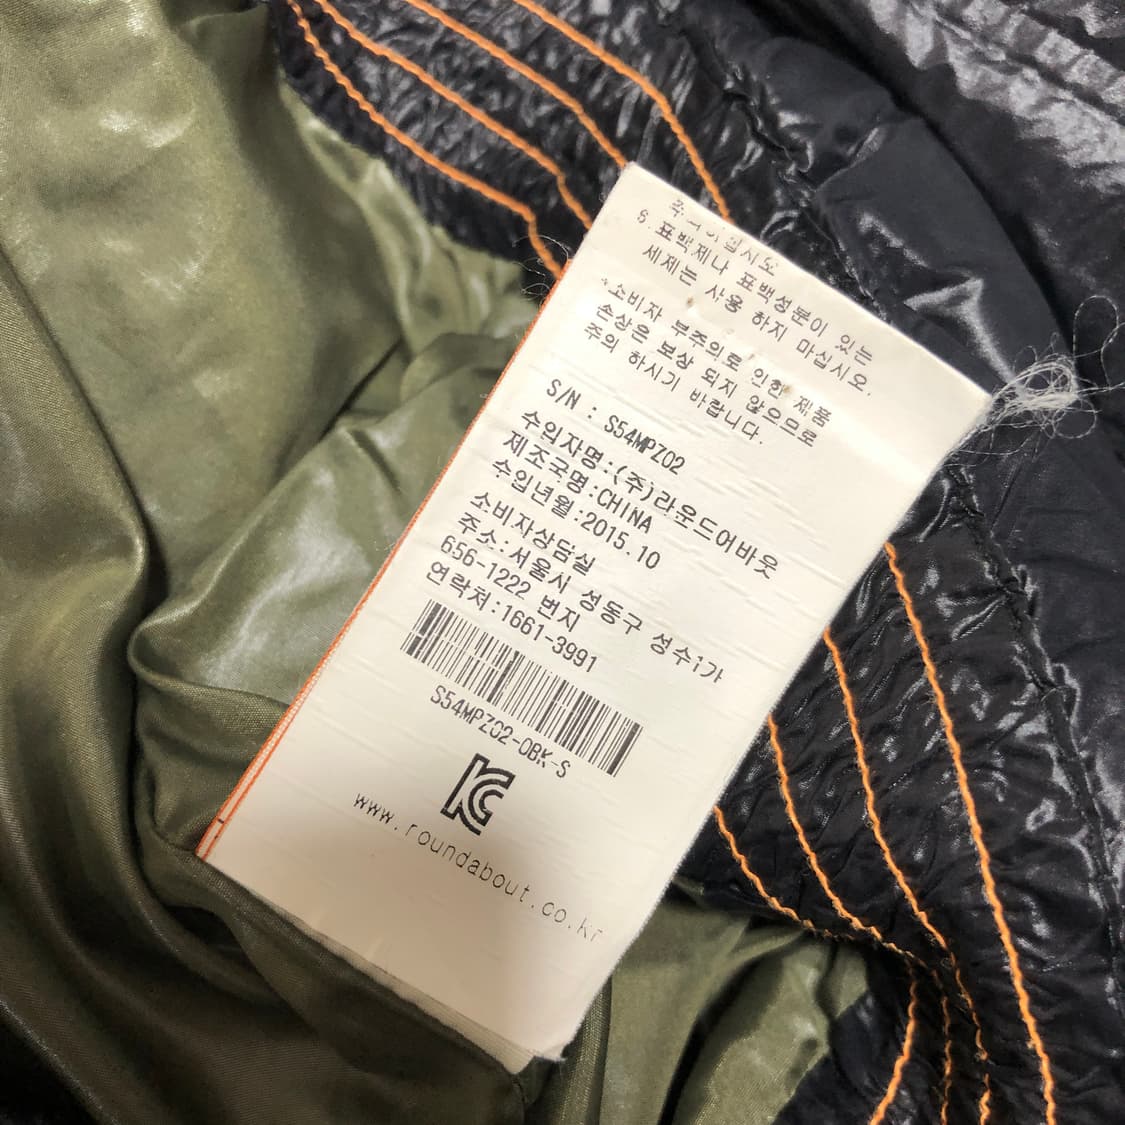 주
십시오
6.표백제나 표백성분이 있는
세제는 사용 하지 마십시오.
*소비자 부주의로 인한 제품
손상은 보상 되지 않으므로
주의 하시기 바랍니다.
S/N : S54MPZ02
수입자명:(주)라운드어바웃
제조국명:CHINA
수입년월:2015.10
소비자상담실
주소:서울시 성동구 성수1가
656-1222 번지
연락처:1661-3991
S54MPZ02-0BK-S
KC
www.roundabout.co.kr